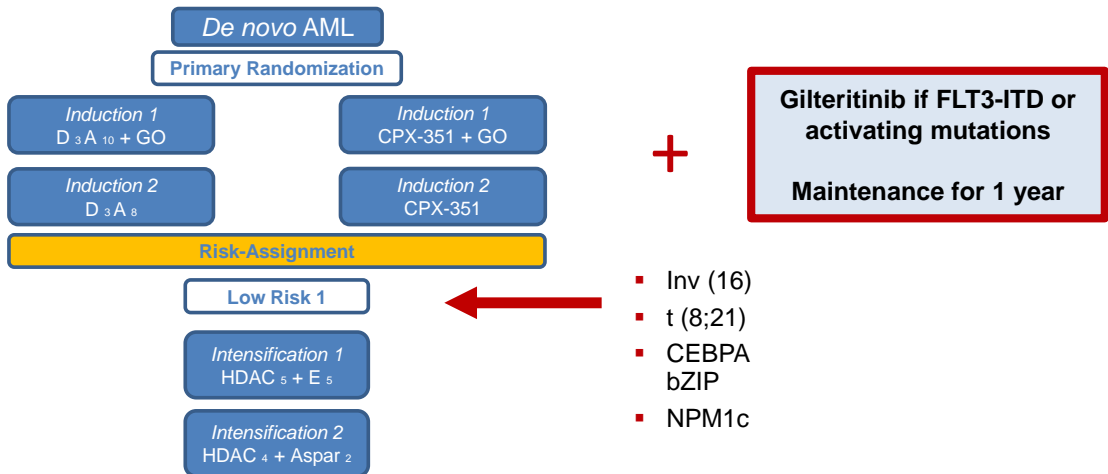 De novo AML
Primary Randomization
Induction 1
D 3 A 10 + GO
Induction 1
CPX-351 + GO
Induction 2
D 3 A 8
Induction 2
CPX-351
+
Gilteritinib if FLT3-ITD or
activating mutations
Maintenance for 1 year
Risk-Assignment
Low Risk 1
▪ Inv (16)
▪ t (8;21)
▪ CEBPA
bZIP
▪ NPM1c
Intensification 1
HDAC 5 + E 5
Intensification 2
HDAC 4 + Aspar 2